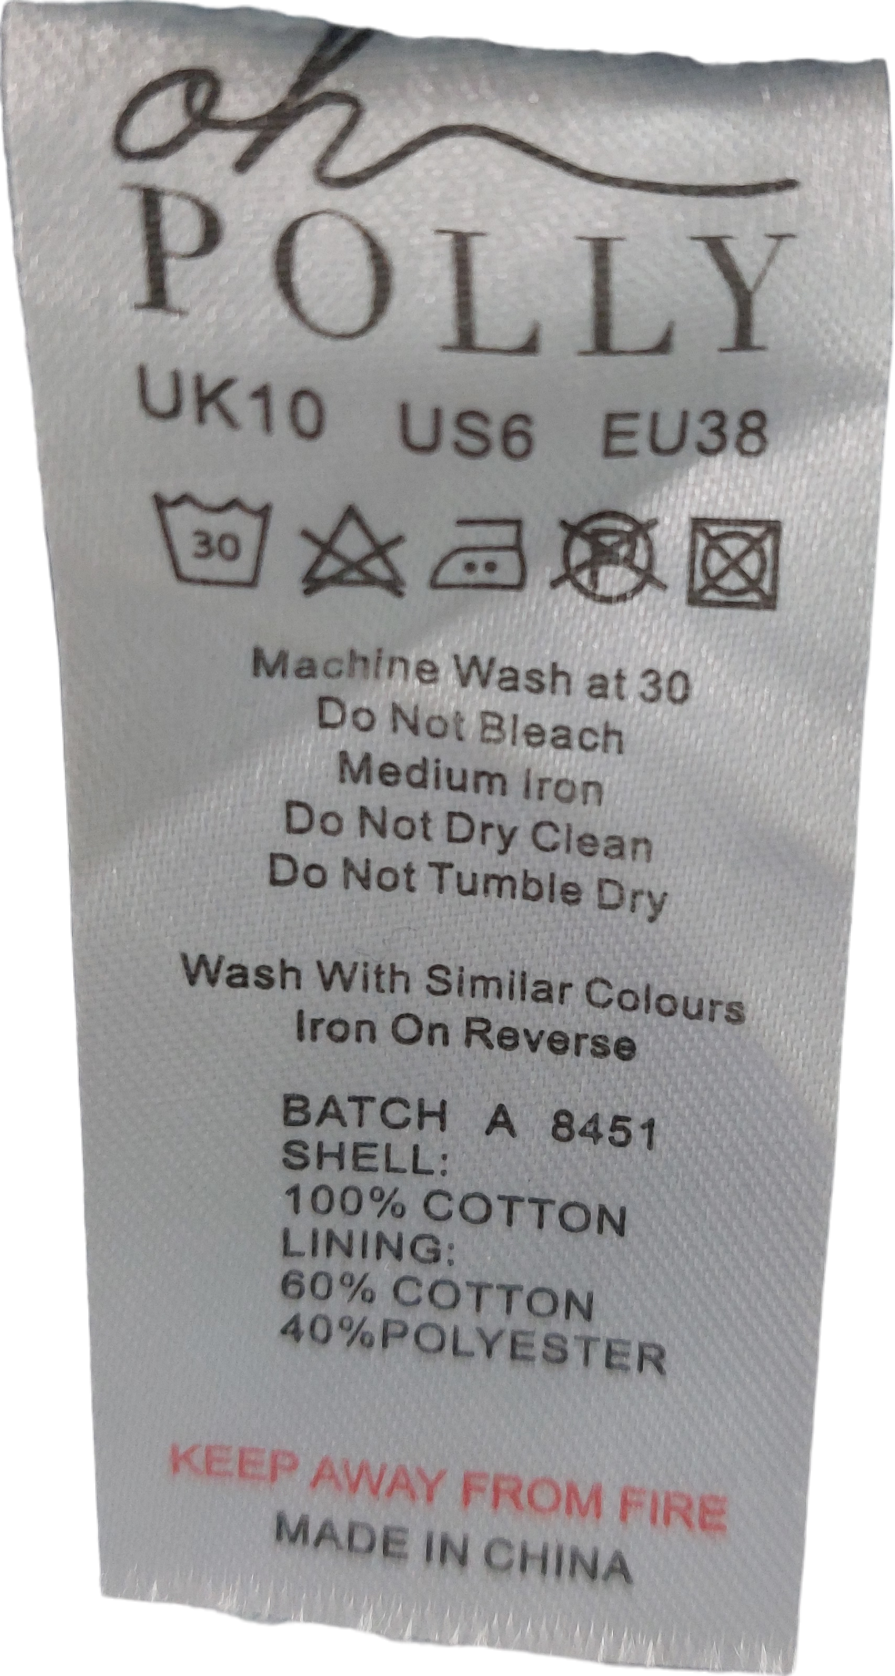 oh
POLLY
UK10 US6 EU38
30
Machine Wash at 30
Do Not Bleach
Medium Iron
Do Not Dry Clean
Do Not Tumble Dry
Wash With Similar Colours
Iron On Reverse
BATCH A 8451
SHELL:
100% COTTON
LINING:
60% COTTON
40%POLYESTER
KEEP AWAY FROM FIRE
MADE IN CHINA